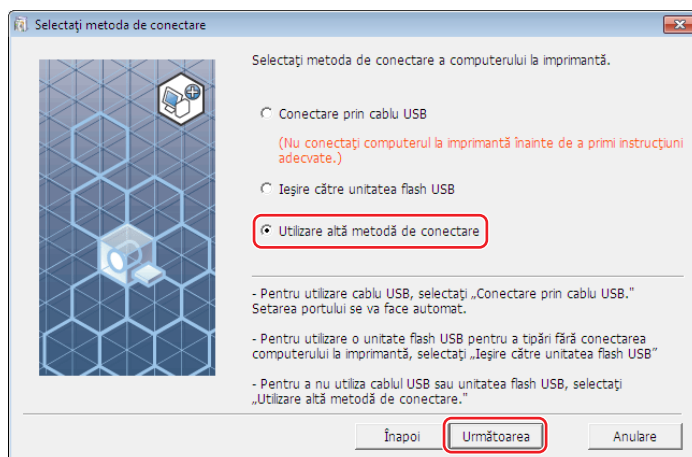 Selectați metoda de conectare
Selectați metoda de conectare a computerului la imprimantă.
Conectare prin cablu USB
(Nu conectați computerul la imprimantă înainte de a primi instrucțiuni
adecvate.)
Ieșire către unitatea flash USB
Utilizare altă metodă de conectare
- Pentru utilizare cablu USB, selectați „Conectare prin cablu USB."
Setarea portului se va face automat.
- Pentru utilizare o unitate flash USB pentru a tipări fără conectarea
computerului la imprimantă, selectați „Ieșire către unitatea flash USB”
- Pentru a nu utiliza cablul USB sau unitatea flash USB, selectați
„Utilizare altă metodă de conectare."
Înapoi Următoarea Anulare